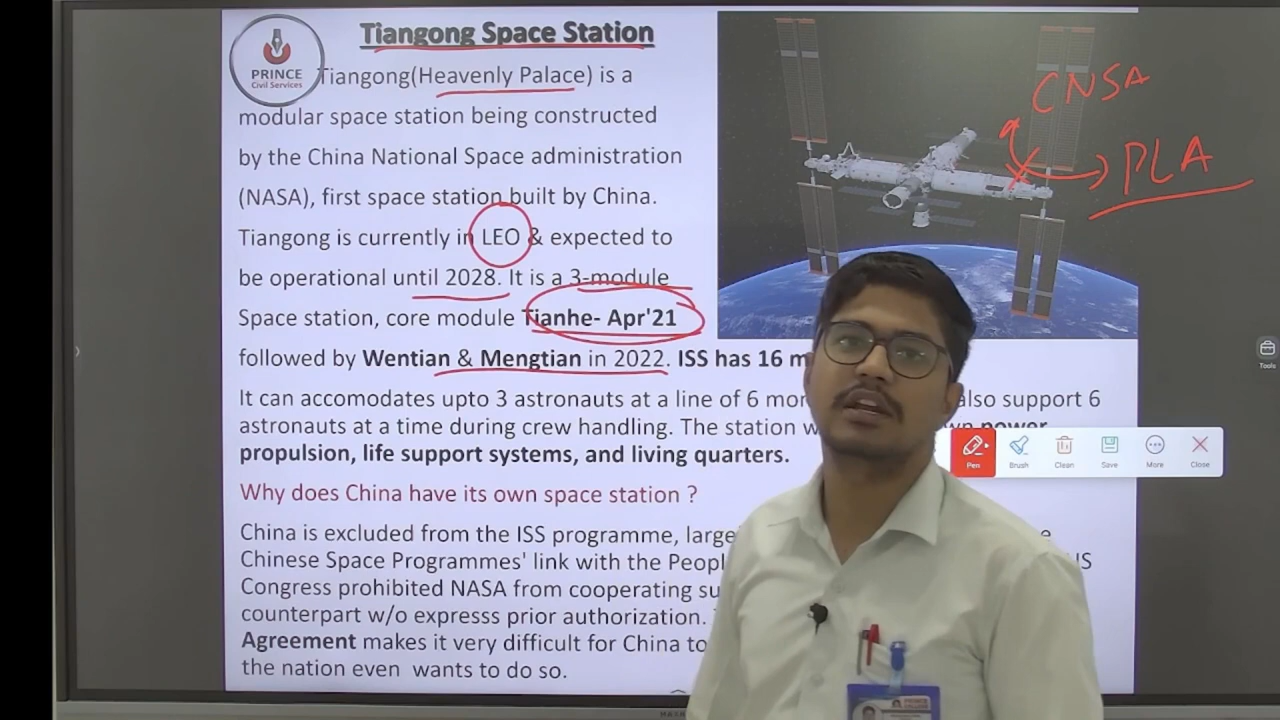 Tiangong Space Station
PRINCE
Civil Services
Tiangong(Heavenly Palace) is a
modular space station being constructed
by the China National Space administration
(NASA), first space station built by China.
Tiangong is currently in LEO & expected to
be operational until 2028. It is a 3-module
Space station, core module Tianhe- Apr'21
followed by Wentian & Mengtian in 2022. ISS has 16 m
It can accomodates upto 3 astronauts at a line of 6 mon also support 6
astronauts at a time during crew handling. The station w power
propulsion, life support systems, and living quarters.
Why does China have its own space station ?
China is excluded from the ISS programme, large
Chinese Space Programmes' link with the Peopl
Congress prohibited NASA from cooperating su
counterpart w/o expresss prior authorization.
Agreement makes it very difficult for China to
the nation even wants to do so.
CNSA
PLA
Tools
Pen
Brush
Clean
Save
More
Close
PRINCE